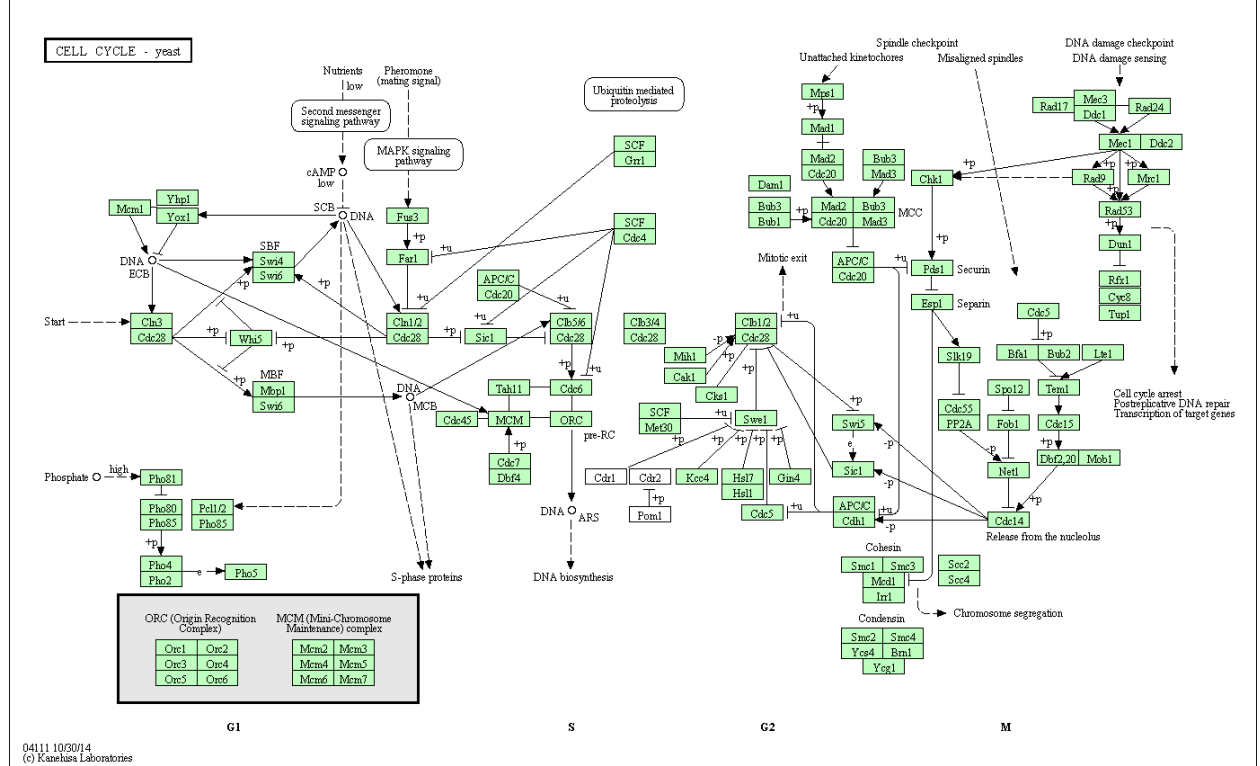 CELL CYCLE - yeast
Nutrients
low
Pheromone
(mating signal)
Second messenger
signaling pathway
MAPK signaling
pathway
cAMP
low
Ubiquitin mediated
proteolysis
Spindle checkpoint
Unattached kinetochores
Misaligned spindles
DNA damage checkpoint
DNA damage sensing
Mps1
+p
Mad1
Mad2
Cdc20
Bub3
Mad3
Dam1
Bub3
Bub1
+p
Mad2
Bub3
Cdc20
Mad3
MCC
Rad17
Mec3
Ddc1
Rad24
Mec1
Ddc2
+p
Chk1
Rad9
+p
+p
Mrc1
+p
Rad53
+p
Dun1
Rfx1
Cyc8
Tup1
SCF
Grr1
SCF
Cdc4
Mcm1
Yhp1
Yox1
SCB
DNA
Fus3
+p
Far1
+u
DNA
ECB
SBF
Swi4
Swi6
+p
+p
Start
Cln3
Cdc28
+p
Whi5
+p
+p
MBF
Mbp1
Swi6
Cln1/2
Cdc28
+u
+p
Sic1
+u
APC/C
Cdc20
+u
Clb5/6
Cdc28
+p
+u
Clb3/4
Cdc28
DNA
MCB
Tah11
Cdc6
Cdc45
MCM
ORC
pre-RC
+p
Cdc7
Dbf4
DNA
ARS
DNA biosynthesis
S-phase proteins
Mitotic exit
APC/C
Cdc20
+u
Pds1
Securin
+p
+p
Esp1
Separin
Clb1/2
Cdc28
+u
-p
Mih1
+p
Cak1
Cks1
+p
SCF
Met30
+u
Swe1
+p
+p
+p
+p
+p
Cdr1
Cdr2
+p
Pom1
Kcc4
Hsl7
Hsl1
Gin4
Cdc5
+u
+p
Swi5
e
-p
Sic1
-p
APC/C
Cdh1
+u
-p
Slk19
Cdc55
PP2A
-p
Spo12
Fob1
-p
Net1
Cdc14
Release from the nucleolus
Cdc5
+p
Bfa1
Bub2
Lte1
Tem1
Cdc15
+p
Dbf2,20
Mob1
+p
Cell cycle arrest
Postreplicative DNA repair
Transcription of target genes
Phosphate
high
Pho81
Pho80
Pho85
Pcl1/2
Pho85
+p
Pho4
Pho2
e
Pho5
Cohesin
Smc1
Smc3
Mcd1
Irr1
Scc2
Scc4
Chromosome segregation
Condensin
Smc2
Smc4
Ycs4
Brn1
Ycg1
ORC (Origin Recognition
Complex)
Orc1
Orc2
Orc3
Orc4
Orc5
Orc6
MCM (Mini-Chromosome
Maintenance) complex
Mcm2
Mcm3
Mcm4
Mcm5
Mcm6
Mcm7
G1
S
G2
M
04111 10/30/14
(c) Kanehisa Laboratories